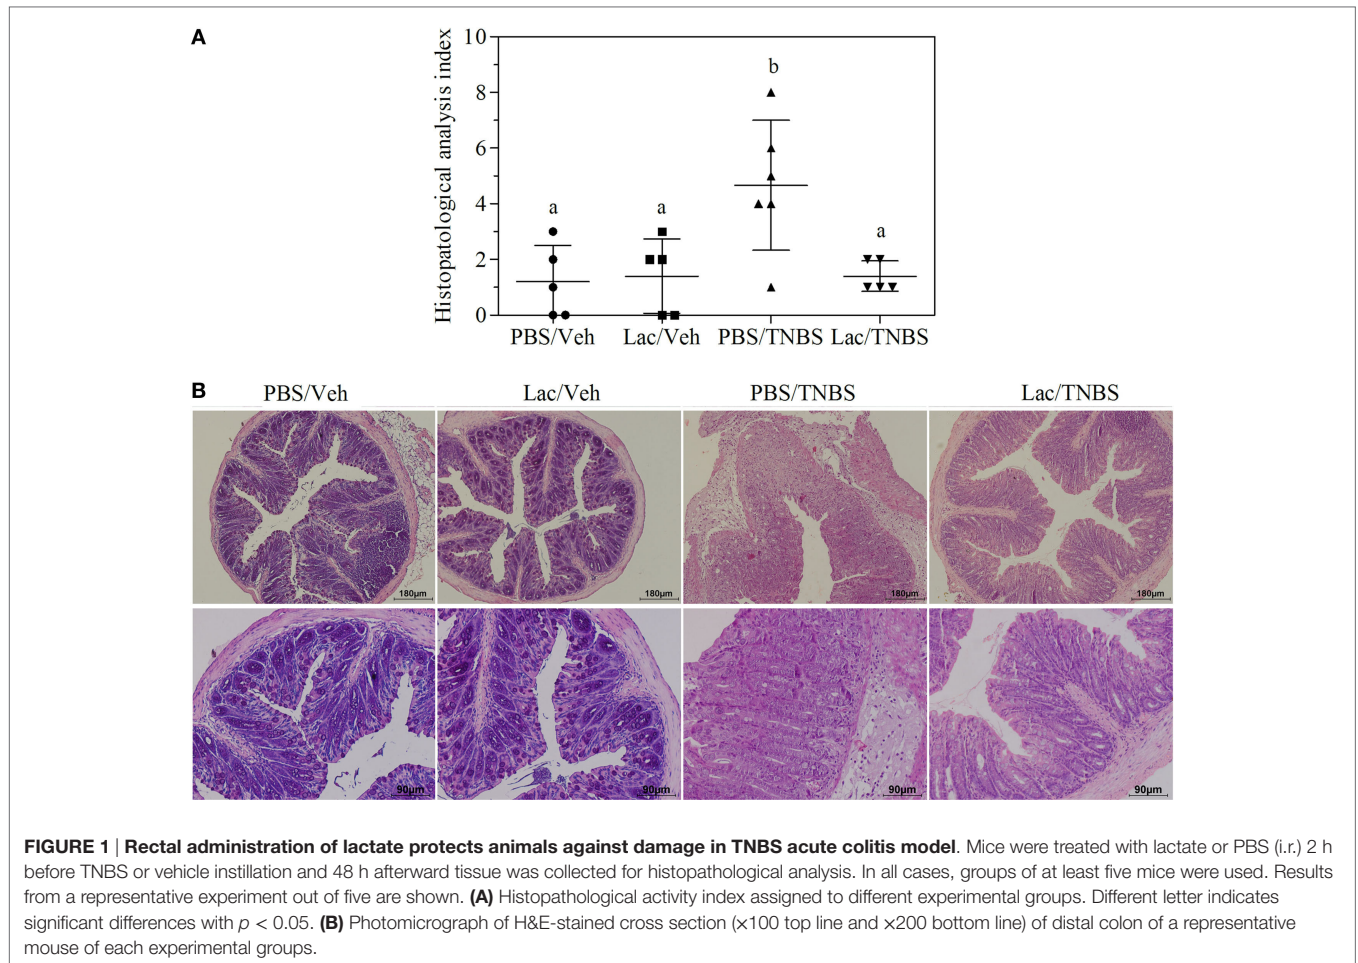 A
Histopatological analysis index
10
8
6
4
2
0
a
a
b
a
PBS/Veh
Lac/Veh
PBS/TNBS
Lac/TNBS
B
PBS/Veh
Lac/Veh
PBS/TNBS
Lac/TNBS
180µm
180µm
180µm
180µm
90µm
90µm
90µm
90µm
FIGURE 1 | Rectal administration of lactate protects animals against damage in TNBS acute colitis model. Mice were treated with lactate or PBS (i.r.) 2 h
before TNBS or vehicle instillation and 48 h afterward tissue was collected for histopathological analysis. In all cases, groups of at least five mice were used. Results
from a representative experiment out of five are shown. (A) Histopathological activity index assigned to different experimental groups. Different letter indicates
significant differences with p < 0.05. (B) Photomicrograph of H&E-stained cross section (×100 top line and ×200 bottom line) of distal colon of a representative
mouse of each experimental groups.